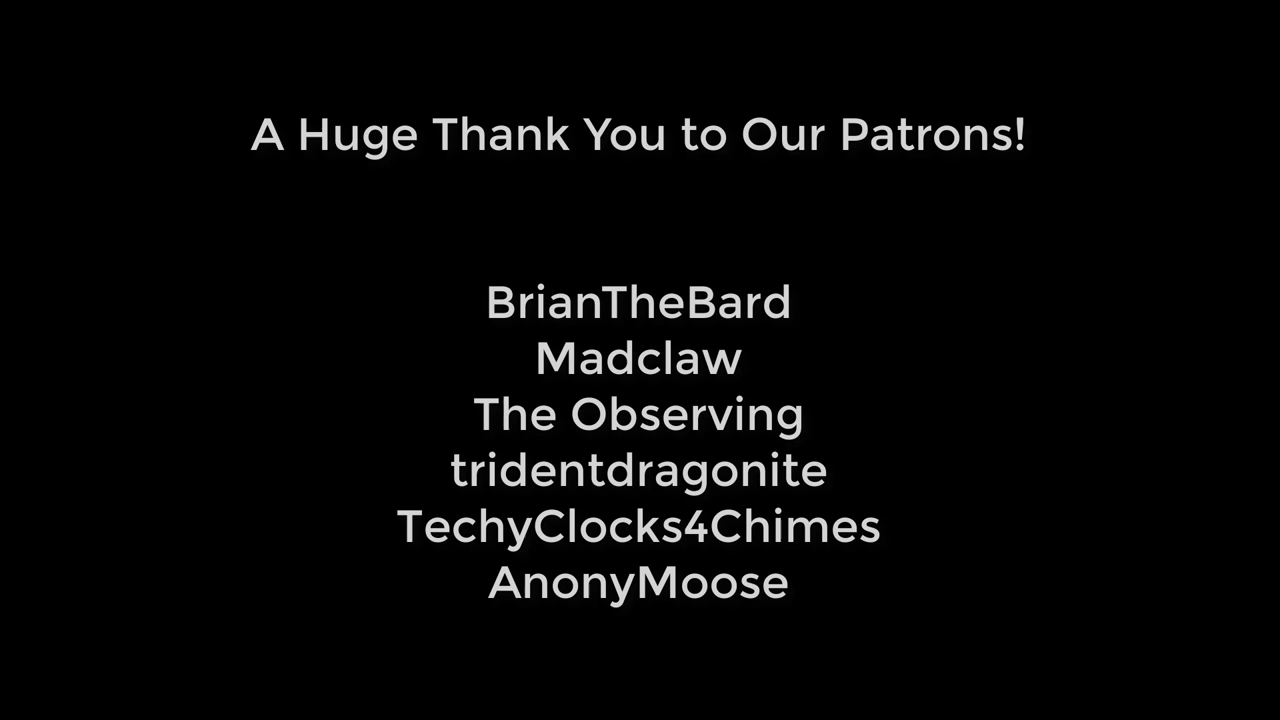 A Huge Thank You to Our Patrons!
BrianTheBard
Madclaw
The Observing
tridentdragonite
TechyClocks4Chimes
AnonyMoose